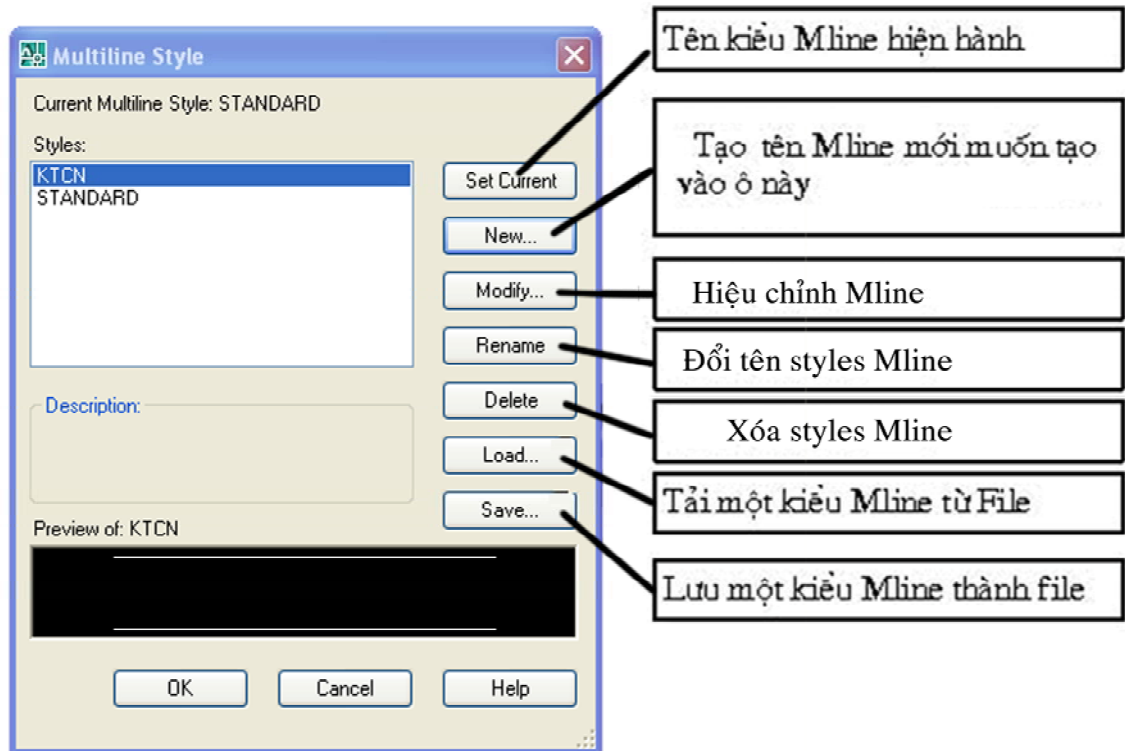 Multiline Style
Current Multiline Style: STANDARD
Styles:
KTCN
STANDARD
Set Current
New...
Modify...
Rename
Delete
Load...
Save...
Description:
Preview of: KTCN
OK
Cancel
Help
Tên kiểu Mline hiện hành
Tạo tên Mline mới muốn tạo
vào ô này
Hiệu chỉnh Mline
Đổi tên styles Mline
Xóa styles Mline
Tải một kiểu Mline từ File
Lưu một kiểu Mline thành file